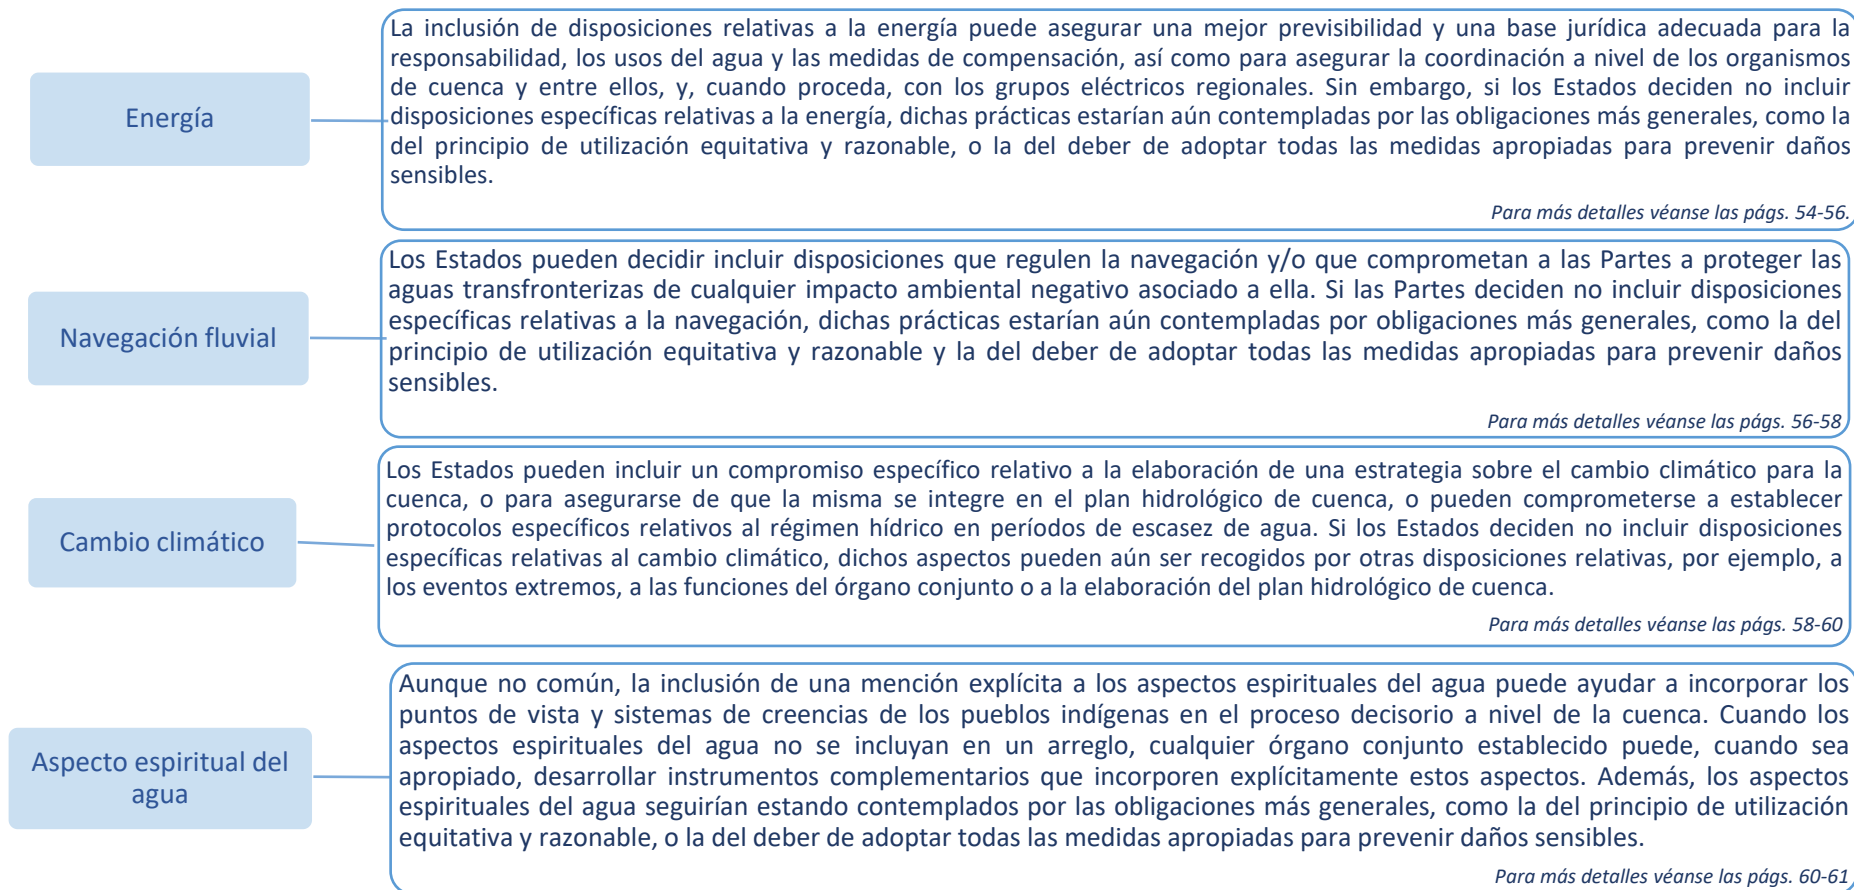 Energía
La inclusión de disposiciones relativas a la energía puede asegurar una mejor previsibilidad y una base jurídica adecuada para la
responsabilidad, los usos del agua y las medidas de compensación, así como para asegurar la coordinación a nivel de los organismos
de cuenca y entre ellos, y, cuando proceda, con los grupos eléctricos regionales. Sin embargo, si los Estados deciden no incluir
disposiciones específicas relativas a la energía, dichas prácticas estarían aún contempladas por las obligaciones más generales, como la
del principio de utilización equitativa y razonable, o la del deber de adoptar todas las medidas apropiadas para prevenir daños
sensibles.
Para más detalles véanse las págs. 54-56.
Navegación fluvial
Los Estados pueden decidir incluir disposiciones que regulen la navegación y/o que comprometan a las Partes a proteger las
aguas transfronterizas de cualquier impacto ambiental negativo asociado a ella. Si las Partes deciden no incluir disposiciones
específicas relativas a la navegación, dichas prácticas estarían aún contempladas por obligaciones más generales, como la del
principio de utilización equitativa y razonable y la del deber de adoptar todas las medidas apropiadas para prevenir daños
sensibles.
Para más detalles véanse las págs. 56-58
Cambio climático
Los Estados pueden incluir un compromiso específico relativo a la elaboración de una estrategia sobre el cambio climático para la
cuenca, o para asegurarse de que la misma se integre en el plan hidrológico de cuenca, o pueden comprometerse a establecer
protocolos específicos relativos al régimen hídrico en períodos de escasez de agua. Si los Estados deciden no incluir disposiciones
específicas relativas al cambio climático, dichos aspectos pueden aún ser recogidos por otras disposiciones relativas, por ejemplo, a
los eventos extremos, a las funciones del órgano conjunto o a la elaboración del plan hidrológico de cuenca.
Para más detalles véanse las págs. 58-60
Aspecto espiritual del
agua
Aunque no común, la inclusión de una mención explícita a los aspectos espirituales del agua puede ayudar a incorporar los
puntos de vista y sistemas de creencias de los pueblos indígenas en el proceso decisorio a nivel de la cuenca. Cuando los
aspectos espirituales del agua no se incluyan en un arreglo, cualquier órgano conjunto establecido puede, cuando sea
apropiado, desarrollar instrumentos complementarios que incorporen explícitamente estos aspectos. Además, los aspectos
espirituales del agua seguirían estando contemplados por las obligaciones más generales, como la del principio de utilización
equitativa y razonable, o la del deber de adoptar todas las medidas apropiadas para prevenir daños sensibles.
Para más detalles véanse las págs. 60-61